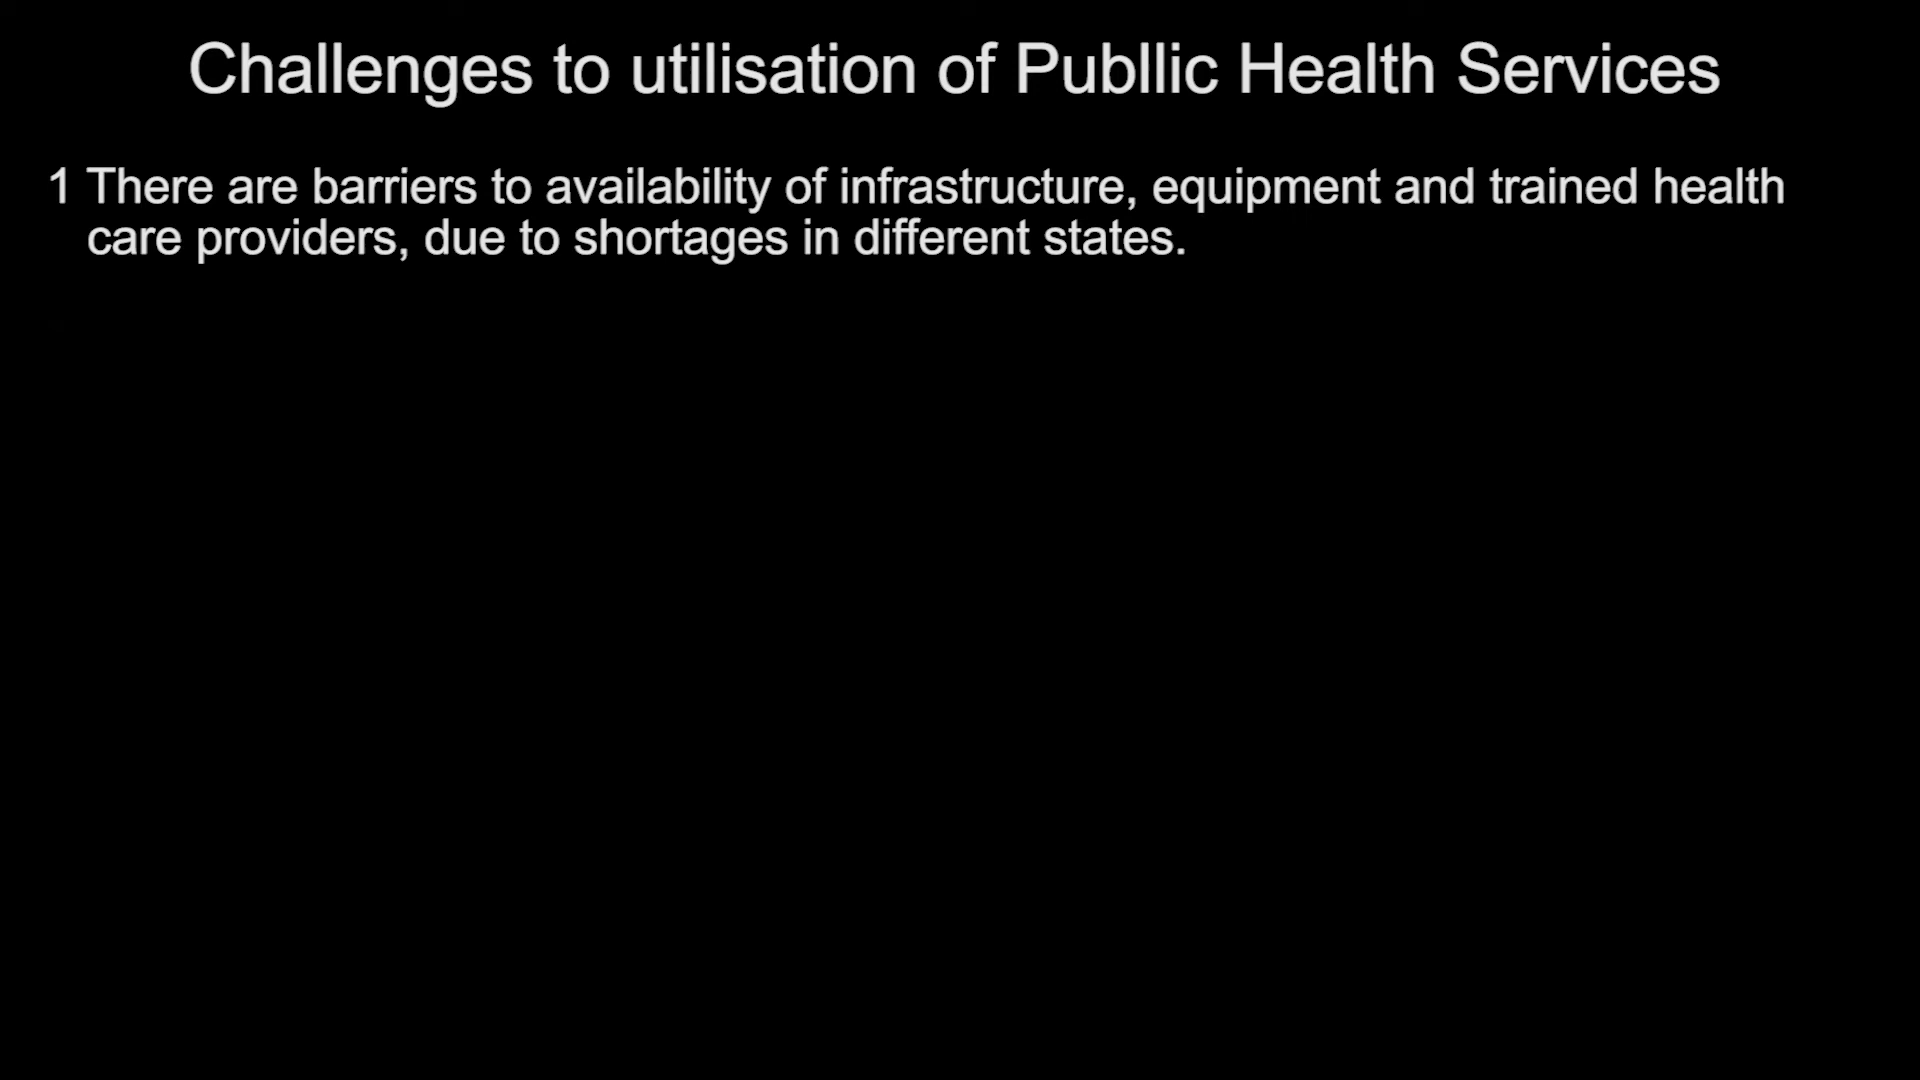 Challenges to utilisation of Publlic Health Services
1 There are barriers to availability of infrastructure, equipment and trained health
care providers, due to shortages in different states.